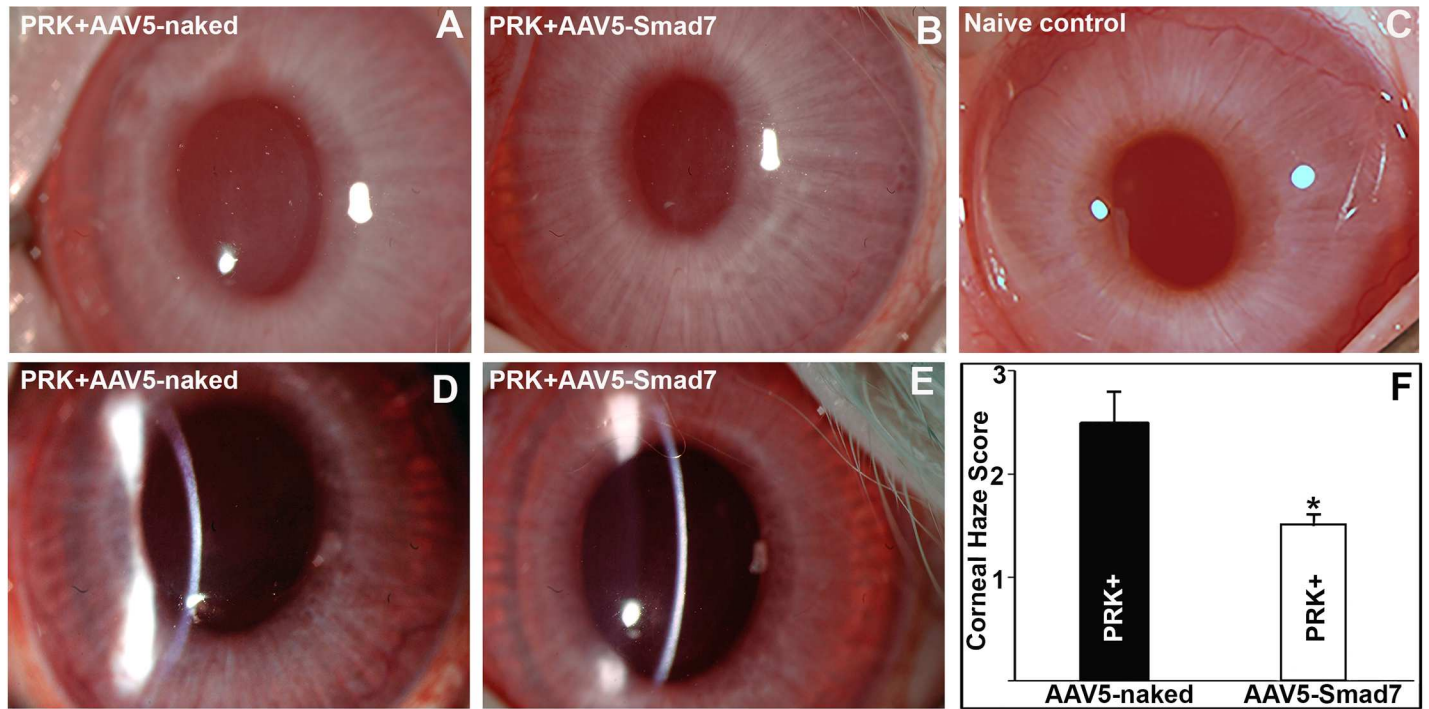 PRK+AAV5-naked A
PRK+AAV5-Smad7 B
Naive control C
PRK+AAV5-naked D
PRK+AAV5-Smad7 E
F
Corneal Haze Score
3
2
1
*
PRK+
PRK+
AAV5-naked
AAV5-Smad7